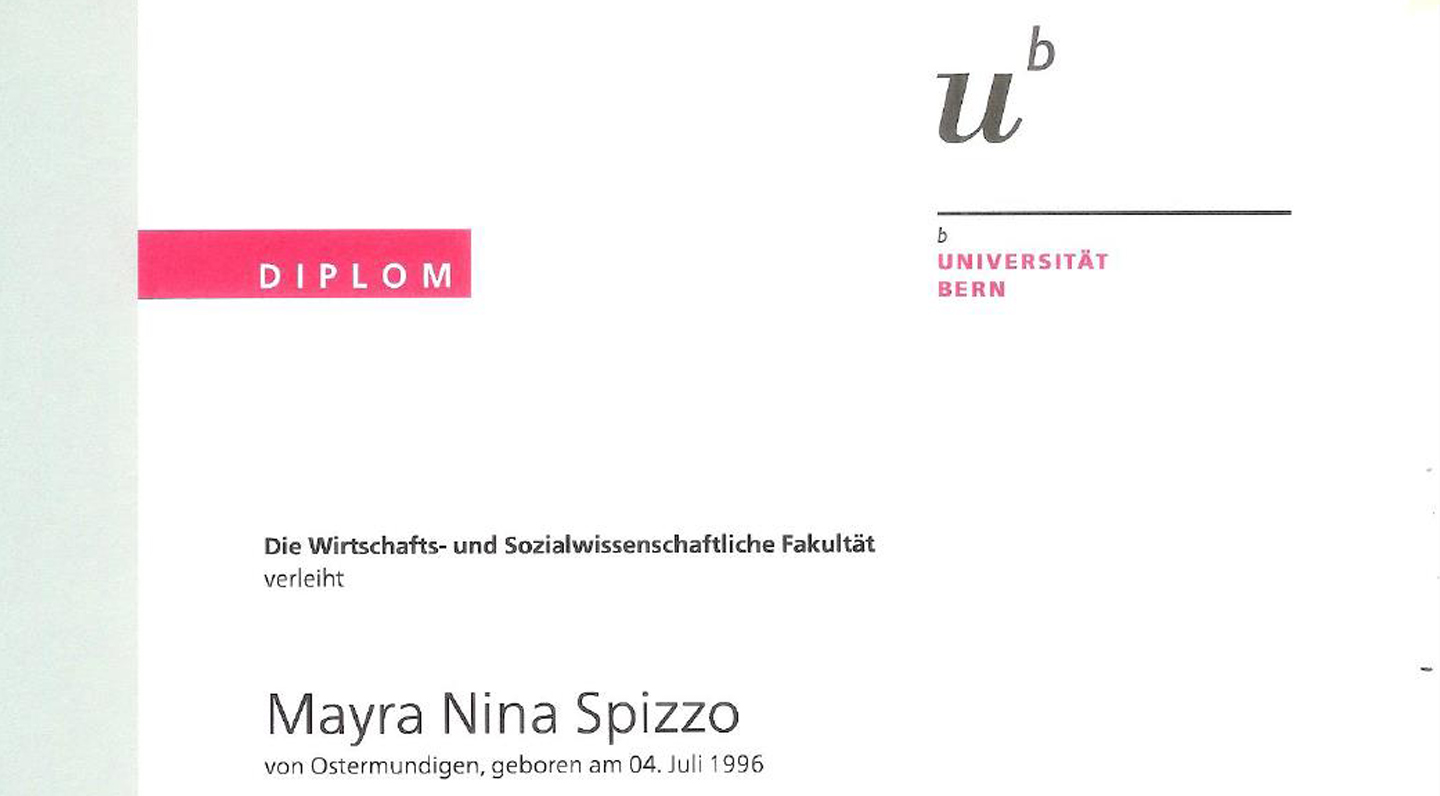 u b
DIPLOM
b
UNIVERSITÄT
BERN
Die Wirtschafts- und Sozialwissenschaftliche Fakultät
verleiht
Mayra Nina Spizzo
von Ostermundigen, geboren am 04. Juli 1996